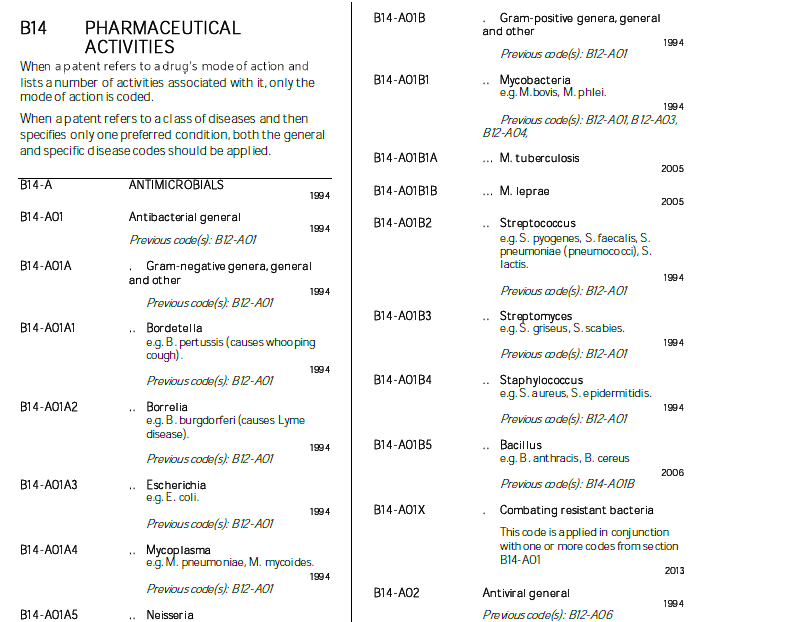 B14 PHARMACEUTICAL
ACTIVITIES
When a patent refers to a drug's mode of action and
lists a number of activities associated with it, only the
mode of action is coded.
When a patent refers to a class of diseases and then
specifies only one preferred condition, both the general
and specific disease codes should be applied.
B14-A ANTIMICROBIALS
1994
B14-A01 Antibacterial general
1994
Previous code(s): B12-A01
B14-A01A . Gram-negative genera, general
and other
1994
Previous code(s): B12-A01
B14-A01A1 .. Bordetella
e.g. B. pertussis (causes whooping
cough).
1994
Previous code(s): B12-A01
B14-A01A2 .. Borrelia
e.g. B. burgdorferi (causes Lyme
disease).
1994
Previous code(s): B12-A01
B14-A01A3 .. Escherichia
e.g. E. coli.
1994
Previous code(s): B12-A01
B14-A01A4 .. Mycoplasma
e.g. M. pneumoniae, M. mycoides.
1994
Previous code(s): B12-A01
B14-A01A5 .. Neisseria
B14-A01B . Gram-positive genera, general
and other
1994
Previous code(s): B12-A01
B14-A01B1 .. Mycobacteria
e.g. M.bovis, M. phlei.
1994
Previous code(s): B12-A01, B12-A03,
B12-A04,
B14-A01B1A ... M. tuberculosis
2005
B14-A01B1B ... M. leprae
2005
B14-A01B2 .. Streptococcus
e.g. S. pyogenes, S. faecalis, S.
pneumoniae (pneumococci), S.
lactis.
1994
Previous code(s): B12-A01
B14-A01B3 .. Streptomyces
e.g. S. griseus, S. scabies.
1994
Previous code(s): B12-A01
B14-A01B4 .. Staphylococcus
e.g. S. aureus, S. epidermitidis.
1994
Previous code(s): B12-A01
B14-A01B5 .. Bacillus
e.g. B. anthracis, B. cereus
2006
Previous code(s): B14-A01B
B14-A01X . Combating resistant bacteria
This code is applied in conjunction
with one or more codes from section
B14-A01
2013
B14-A02 Antiviral general
1994
Previous code(s): B12-A06